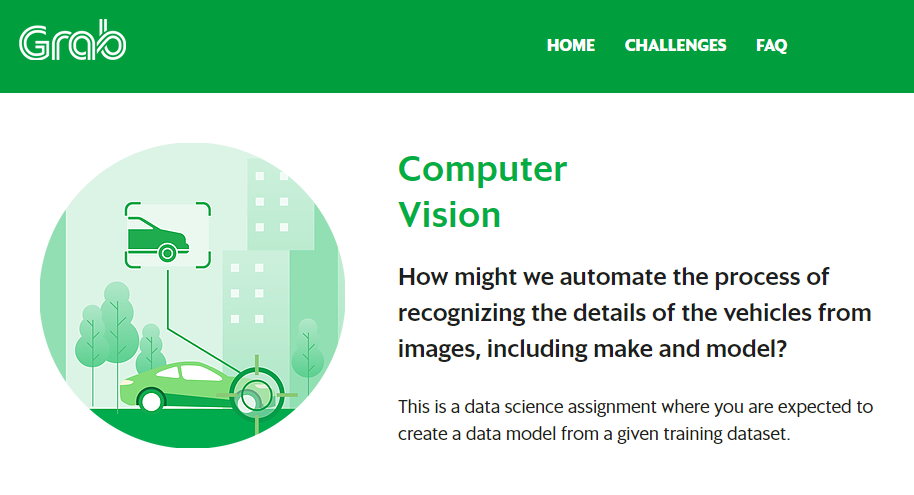 Grab
HOME CHALLENGES FAQ
Computer
Vision
How might we automate the process of
recognizing the details of the vehicles from
images, including make and model?
This is a data science assignment where you are expected to
create a data model from a given training dataset.